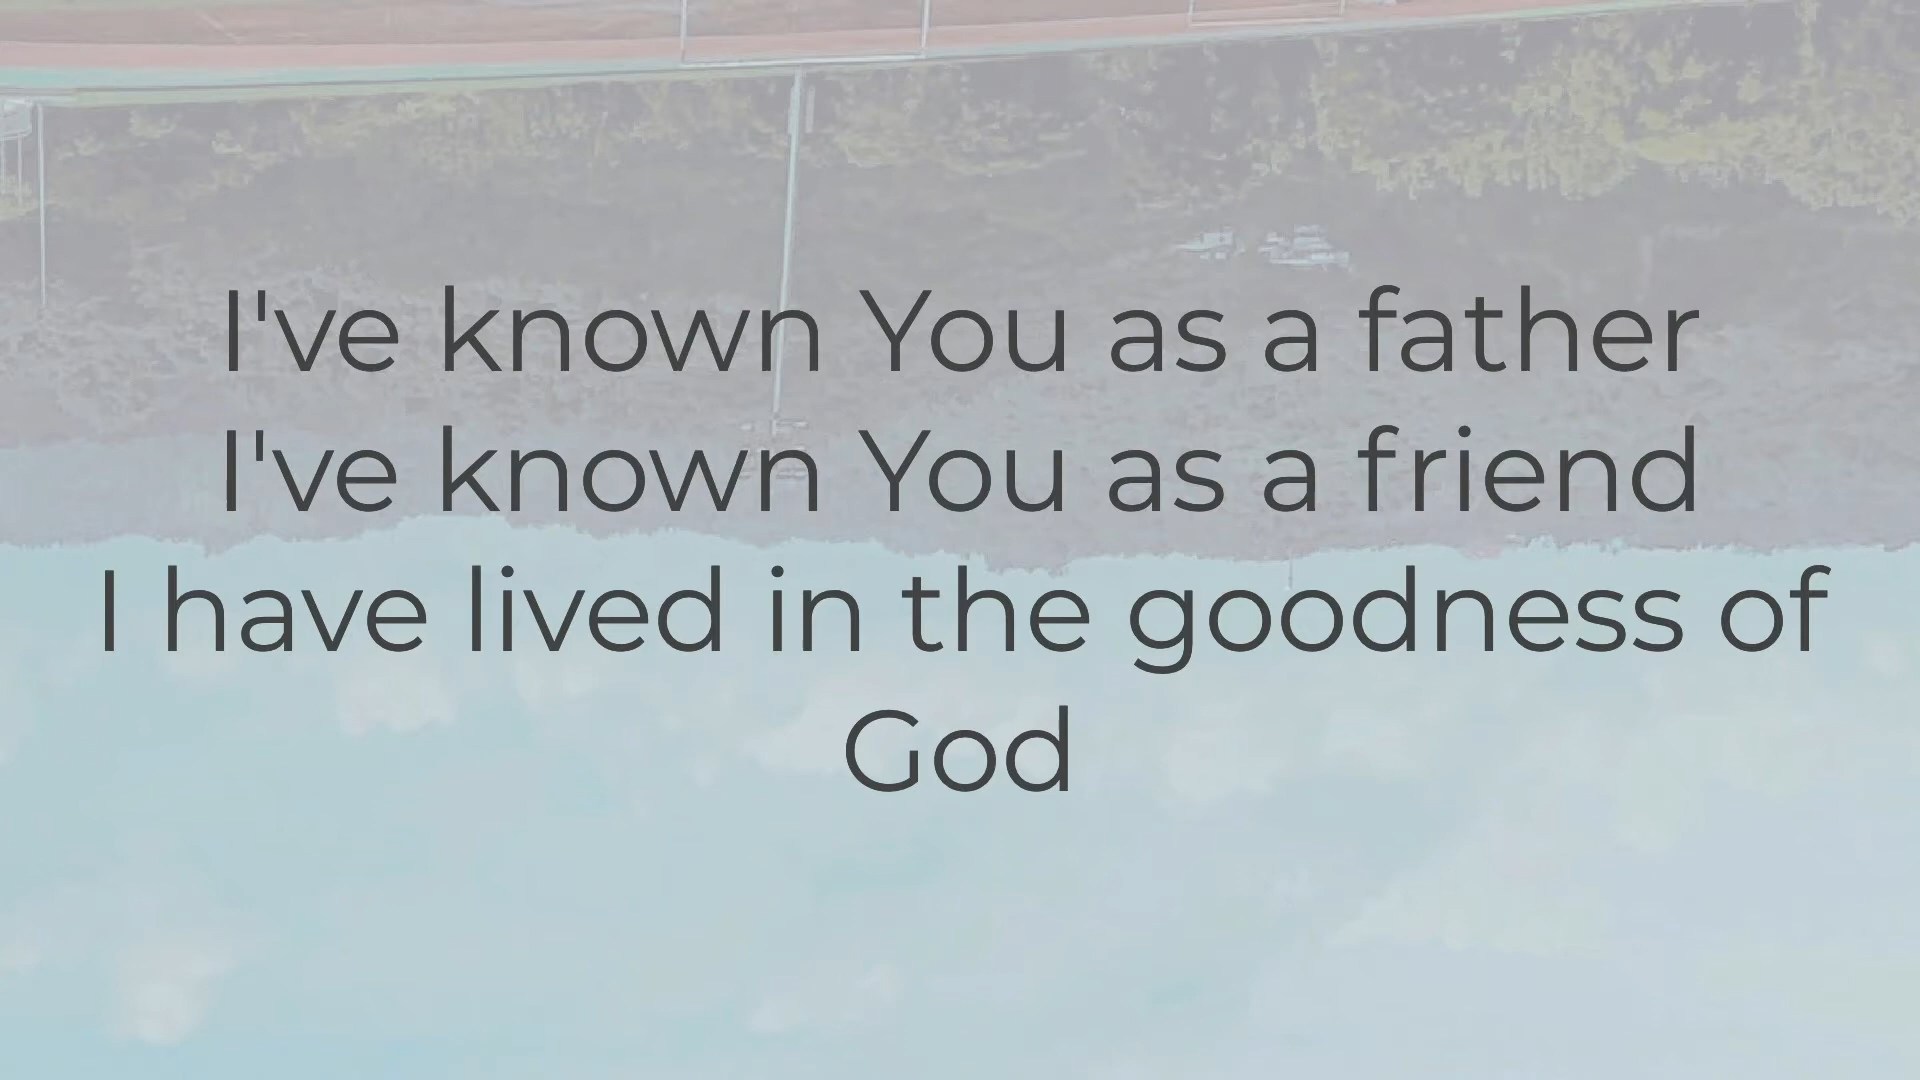 I've known You as a father
I've known You as a friend
I have lived in the goodness of
God